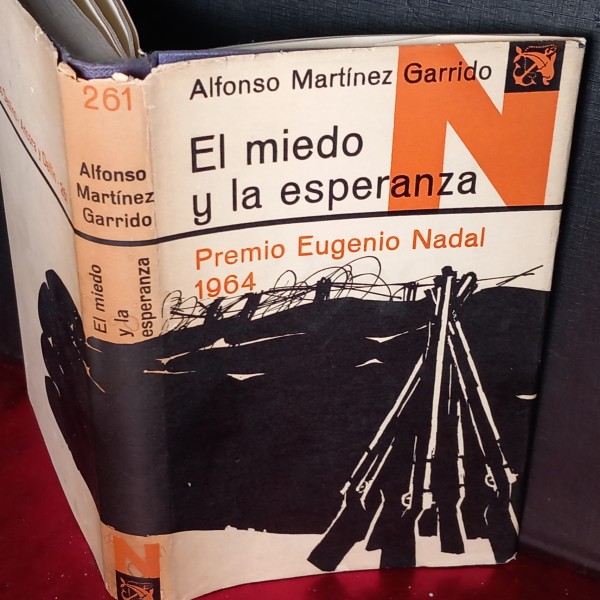 Alfonso Martínez Garrido
N
El miedo
y la esperanza
Premio Eugenio Nadal
1964
261
Alfonso
Martínez
Garrido
El miedo
y la
esperanza
N